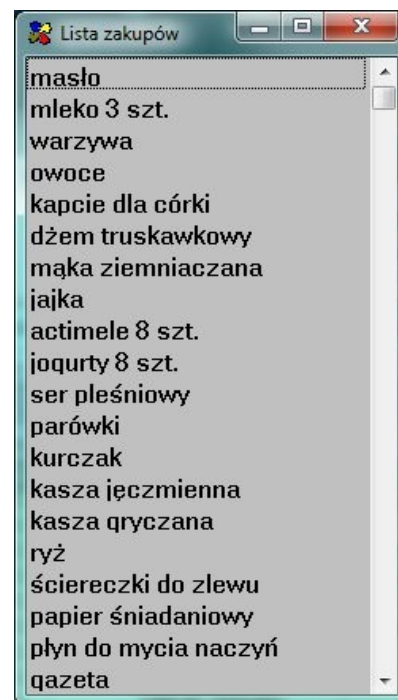 Lista zakupów
masło
mleko 3 szt.
warzywa
owoce
kapcie dla córki
dżem truskawkowy
mąka ziemniaczana
jajka
actimele 8 szt.
jogurty 8 szt.
ser pleśniowy
parówki
kurczak
kasza jęczmienna
kasza gryczana
ryż
ściereczki do zlewu
papier śniadaniowy
płyn do mycia naczyń
gazeta